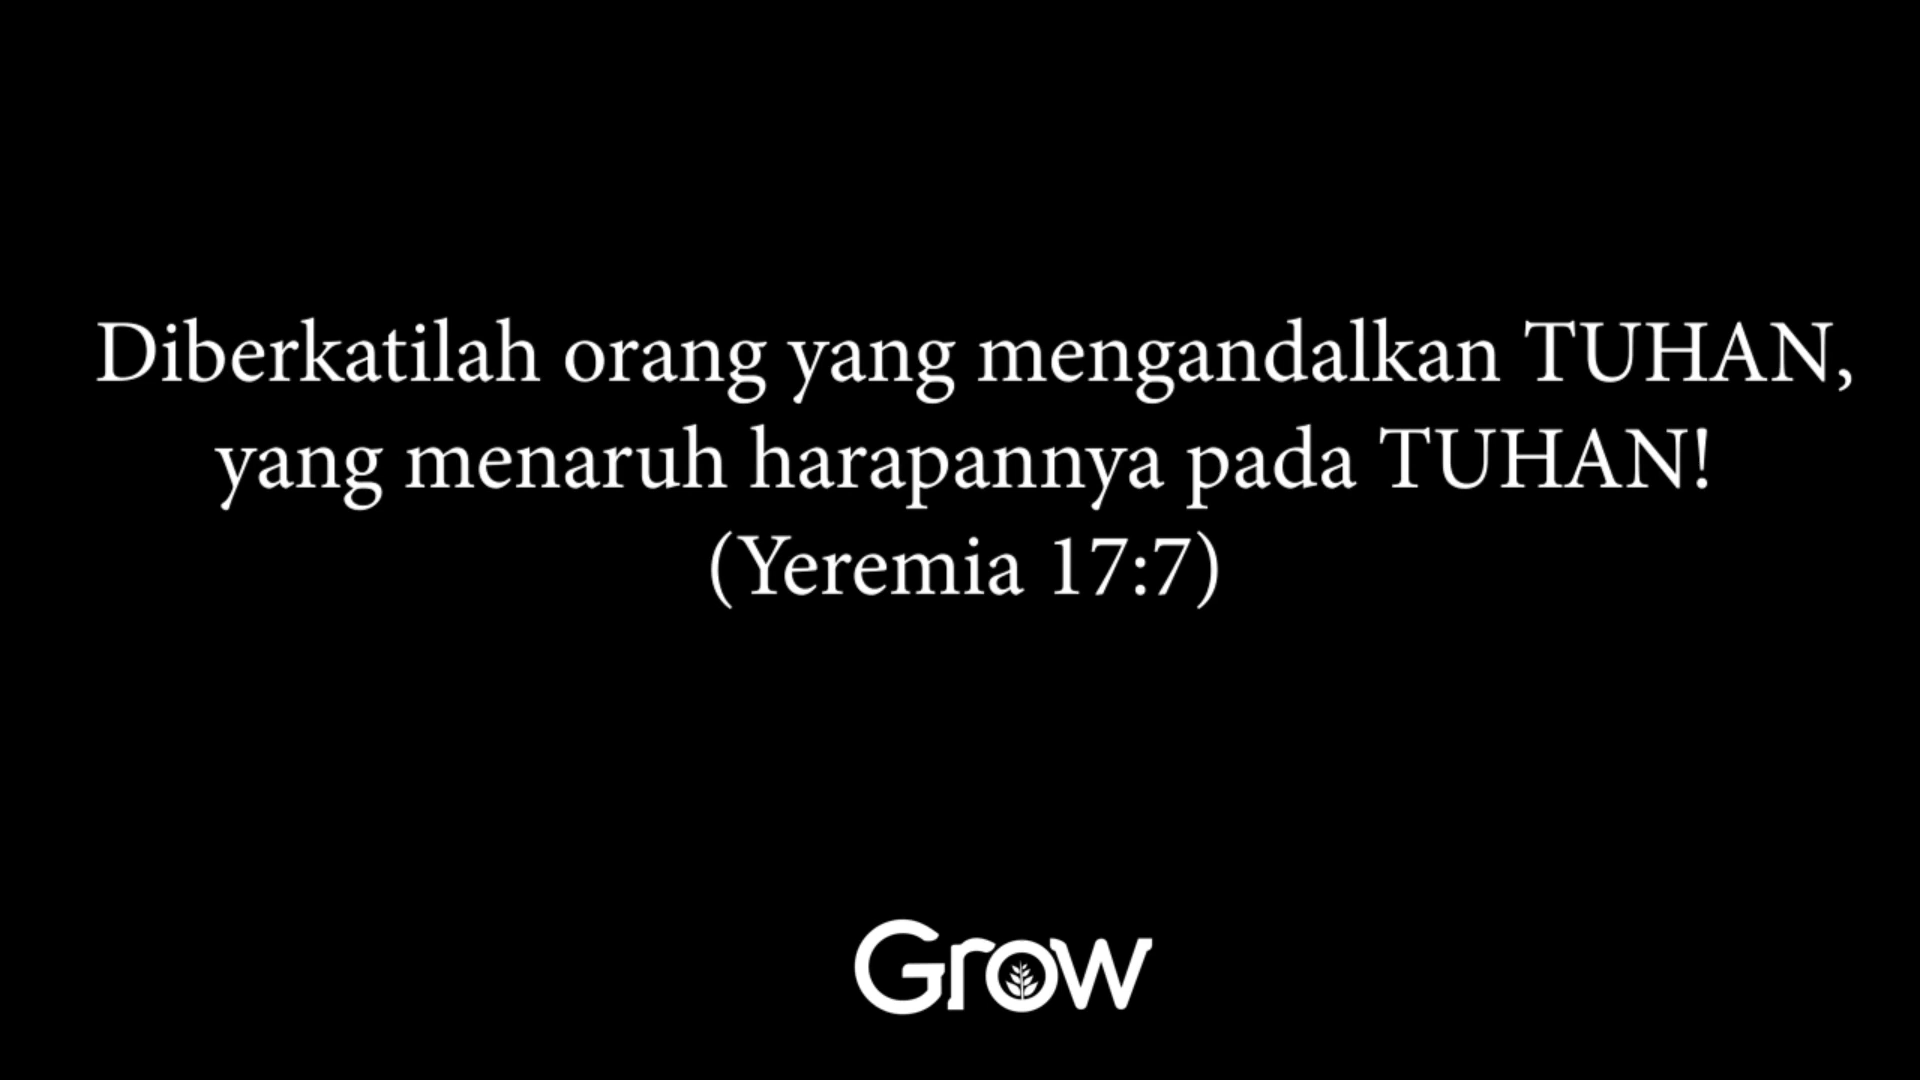 Diberkatilah orang yang mengandalkan TUHAN,
yang menaruh harapannya pada TUHAN!
(Yeremia 17:7)
Grow